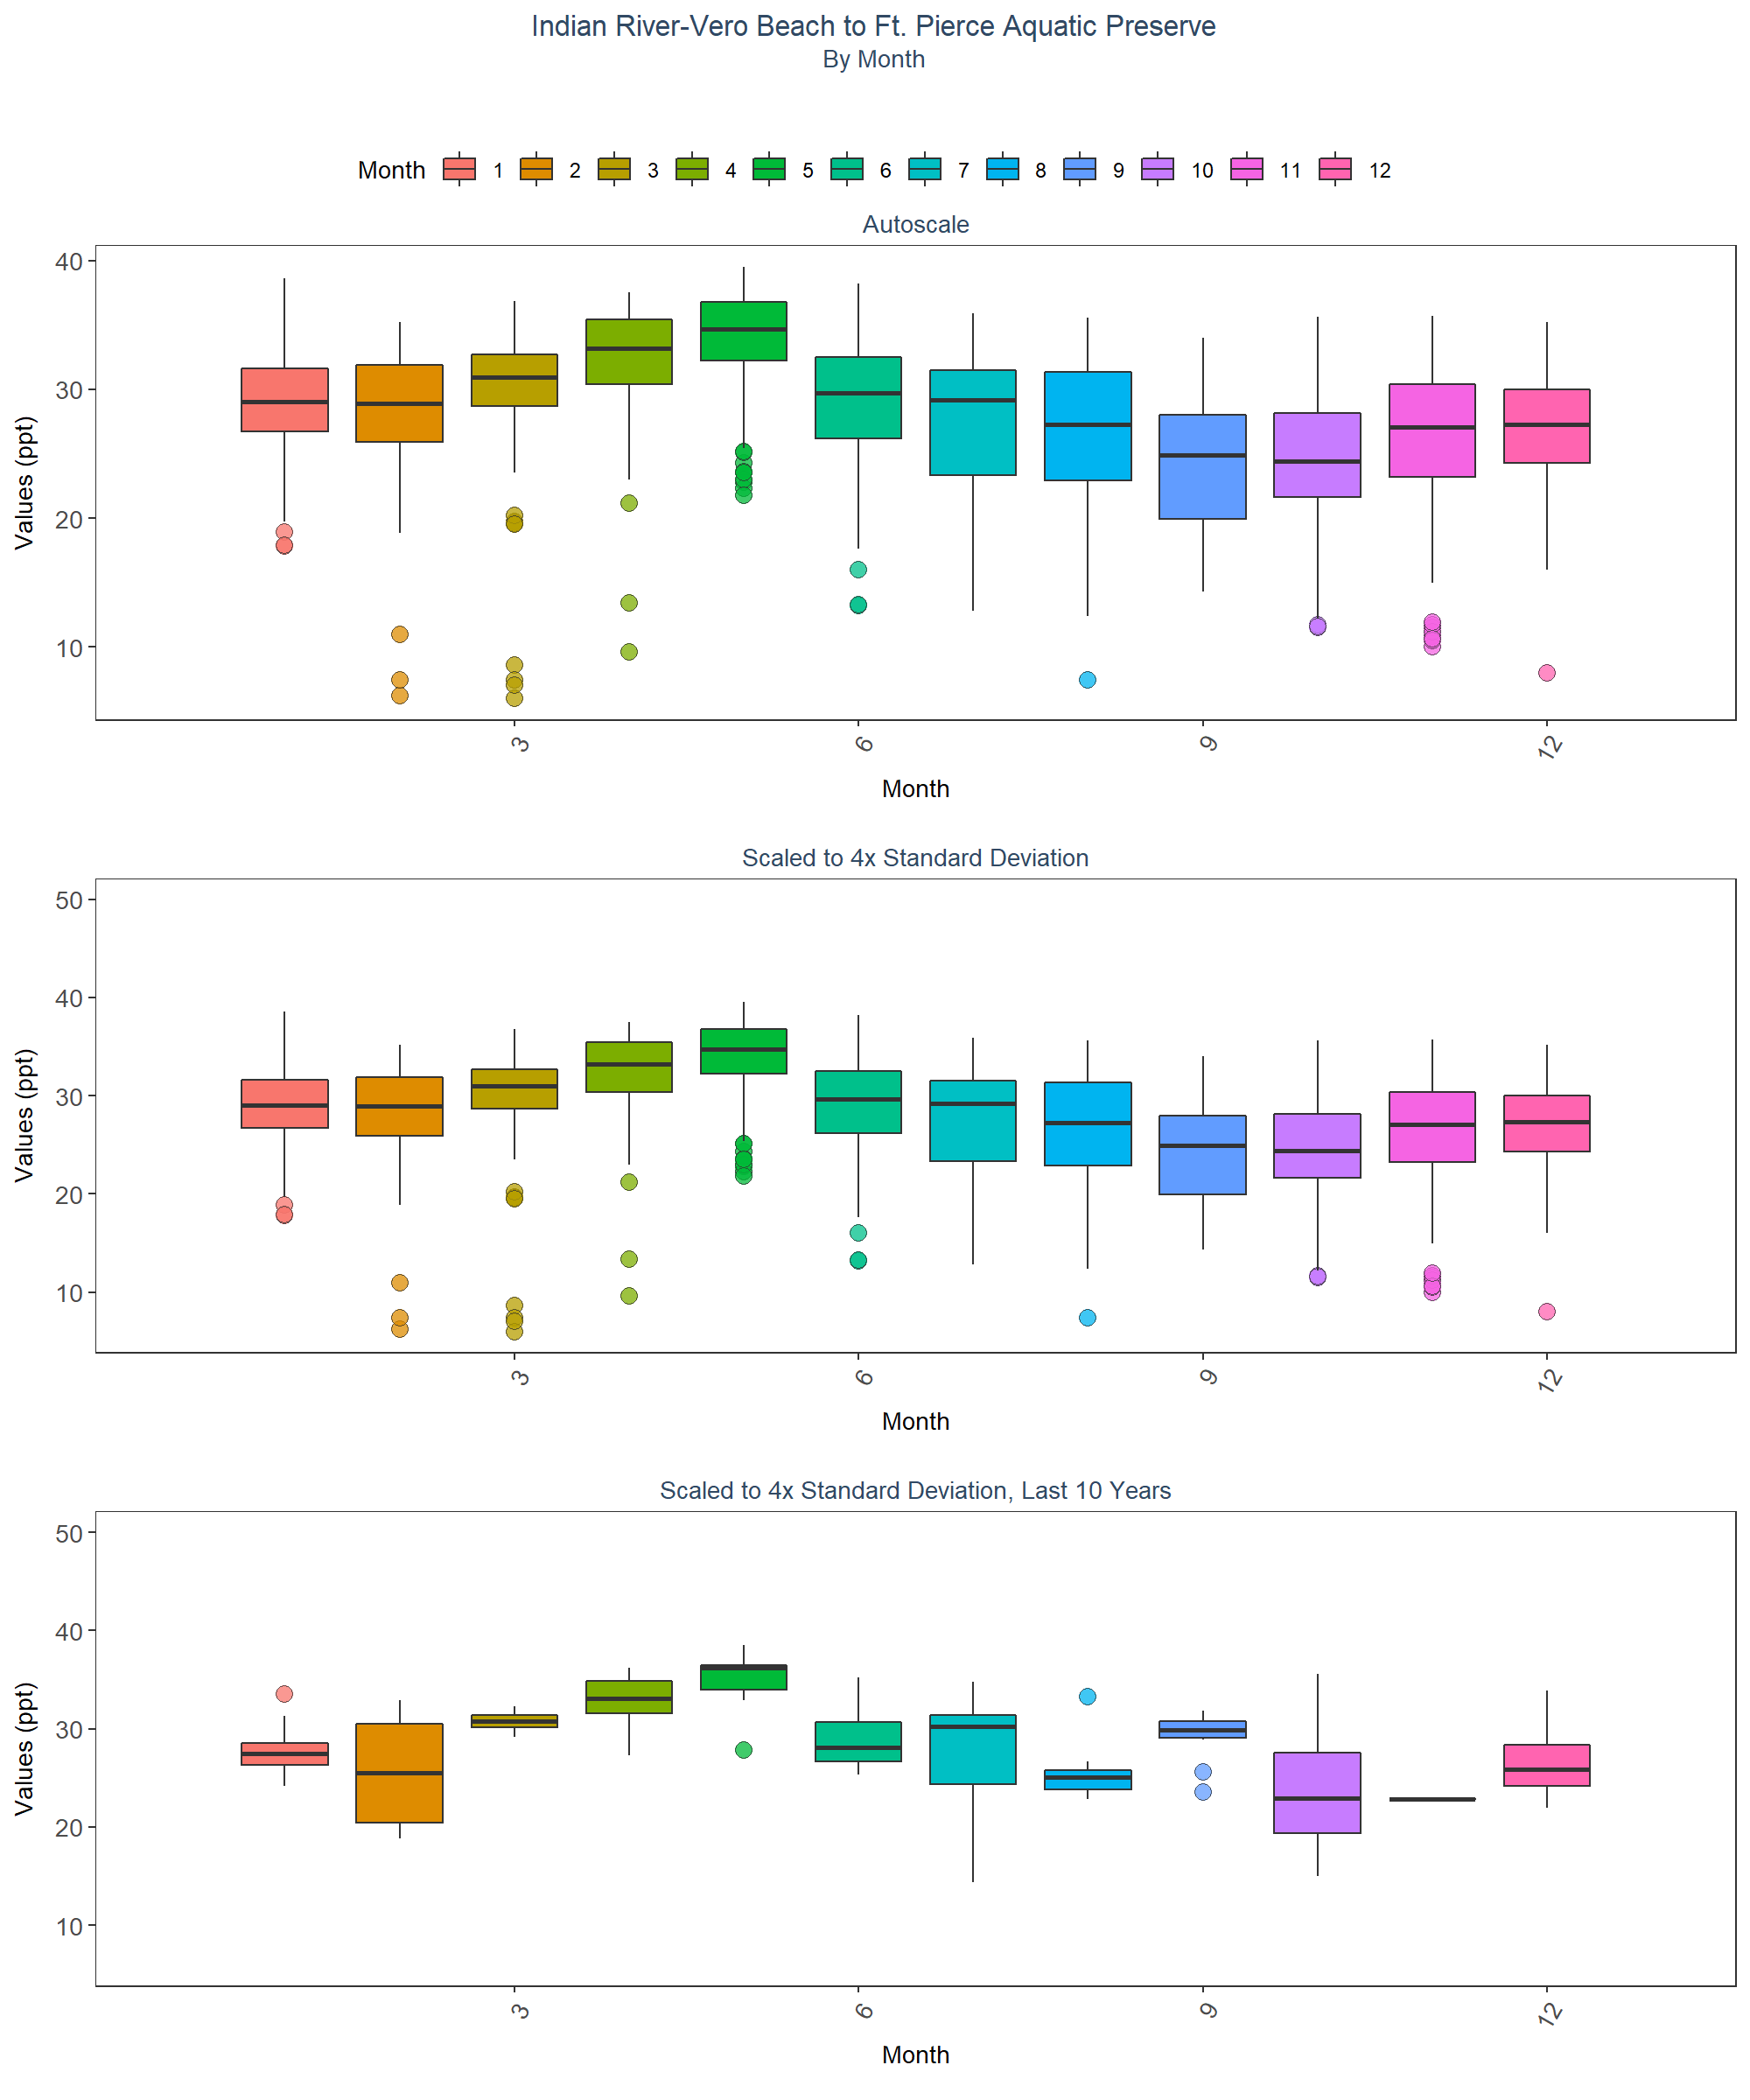 Indian River-Vero Beach to Ft. Pierce Aquatic Preserve
By Month
Month 1 2 3 4 5 6 7 8 9 10 11 12
Autoscale
40
30
20
10
Values (ppt)
3 6 9 12
Month
Scaled to 4x Standard Deviation
50
40
30
20
10
Values (ppt)
3 6 9 12
Month
Scaled to 4x Standard Deviation, Last 10 Years
50
40
30
20
10
Values (ppt)
3 6 9 12
Month